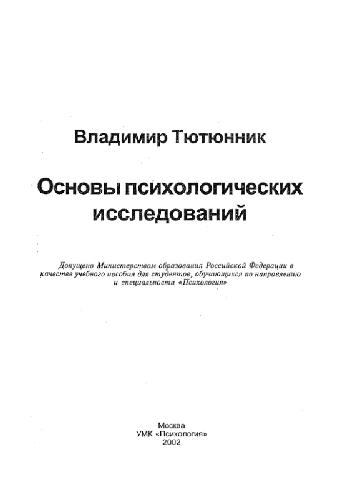 Владимир Тютюнник
Основы психологических
исследований
Допущено Министерством образования Российской Федерации в
качестве учебного пособия для студентов, обучающихся по направлению
и специальности «Психология»
Москва
УМК «Психология»
2002